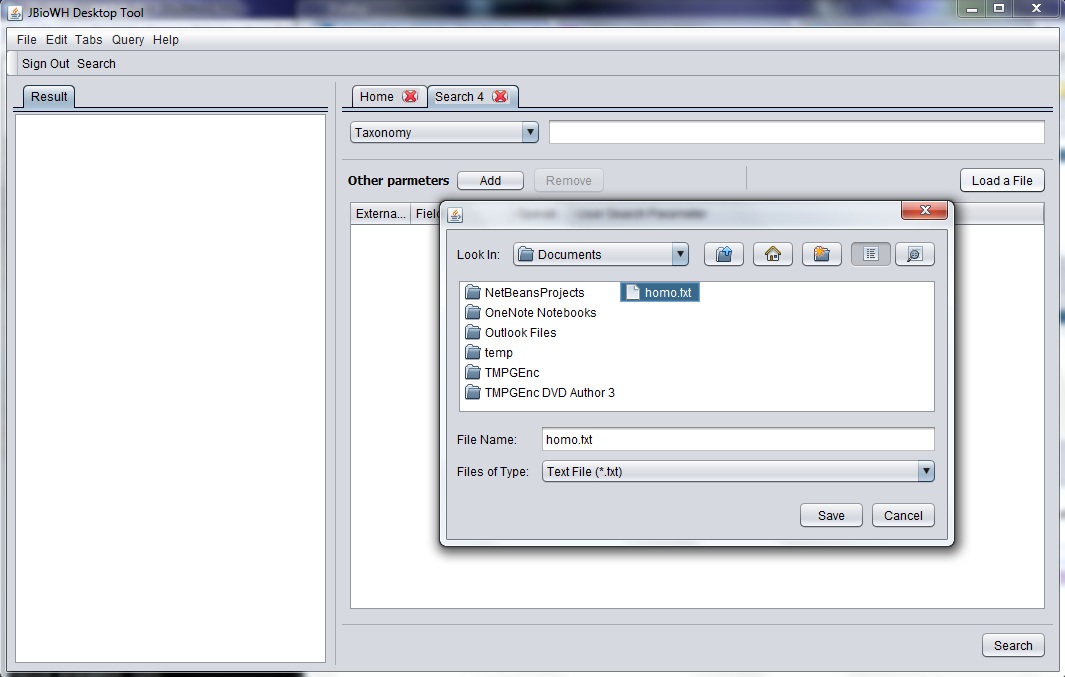 JBioWH Desktop Tool
File Edit Tabs Query Help
Sign Out Search
Result
Home Search 4
Taxonomy
Other parmeters Add Remove Load a File
Externa... Field
Look In: Documents
NetBeansProjects homo.txt
OneNote Notebooks
Outlook Files
temp
TMPGEnc
TMPGEnc DVD Author 3
File Name: homo.txt
Files of Type: Text File (*.txt)
Save Cancel
Search